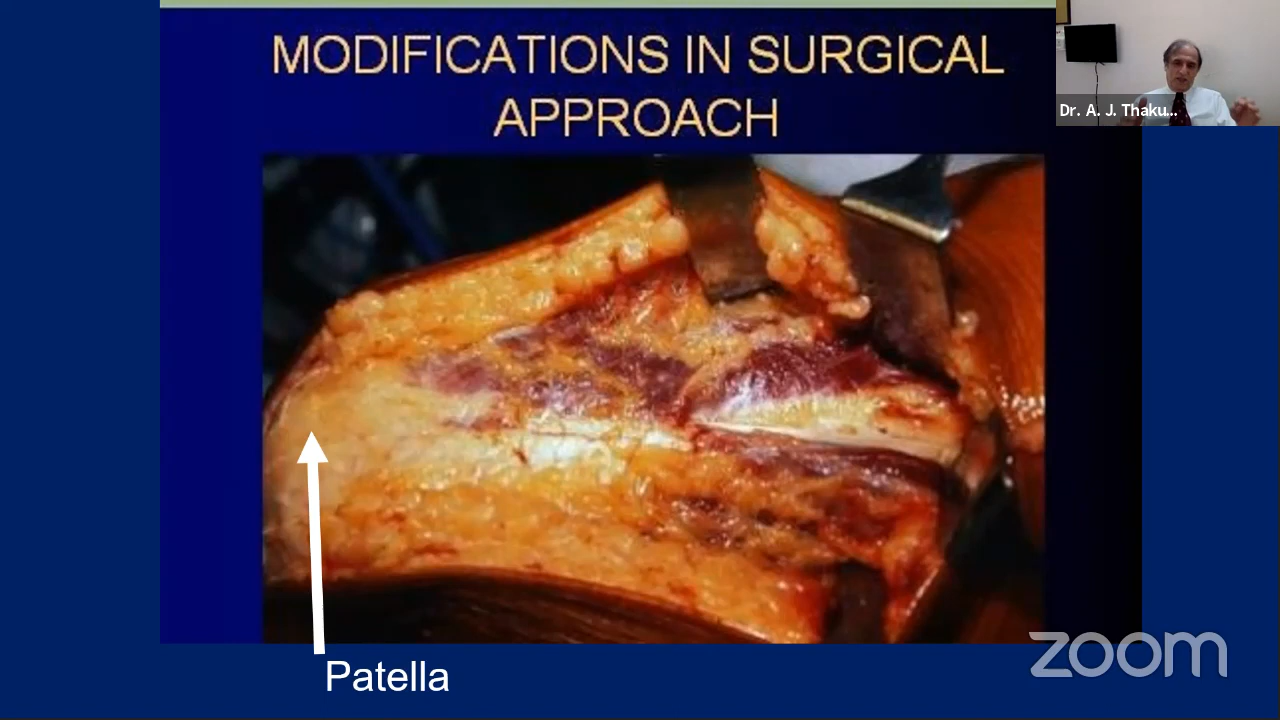 MODIFICATIONS IN SURGICAL
APPROACH
Dr. A. J. Thaku...
Patella
zoom